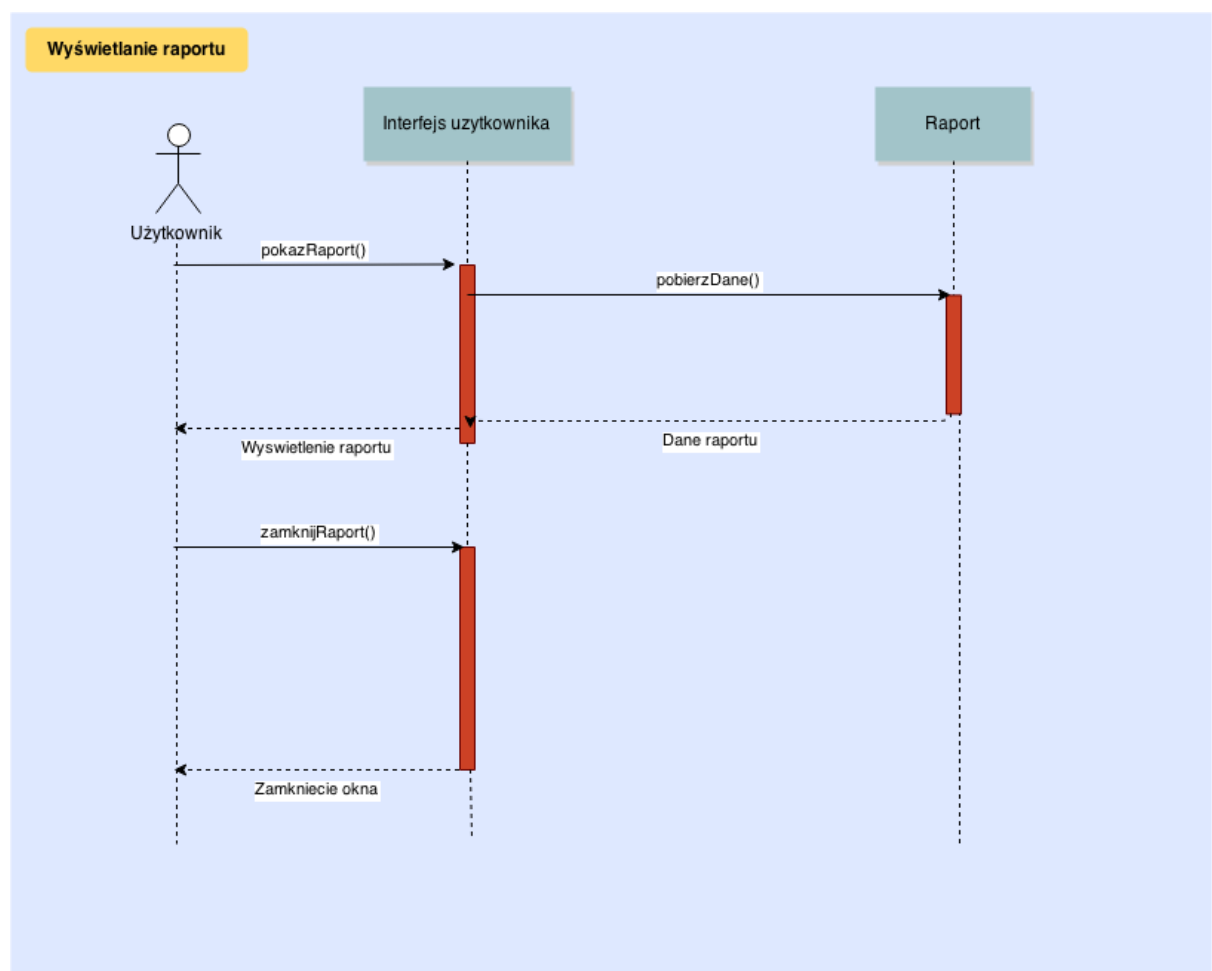 Wyświetlanie raportu
Interfejs uzytkownika
Raport
Użytkownik
pokazRaport()
pobierzDane()
Dane raportu
Wyswietlenie raportu
zamknijRaport()
Zamkniecie okna